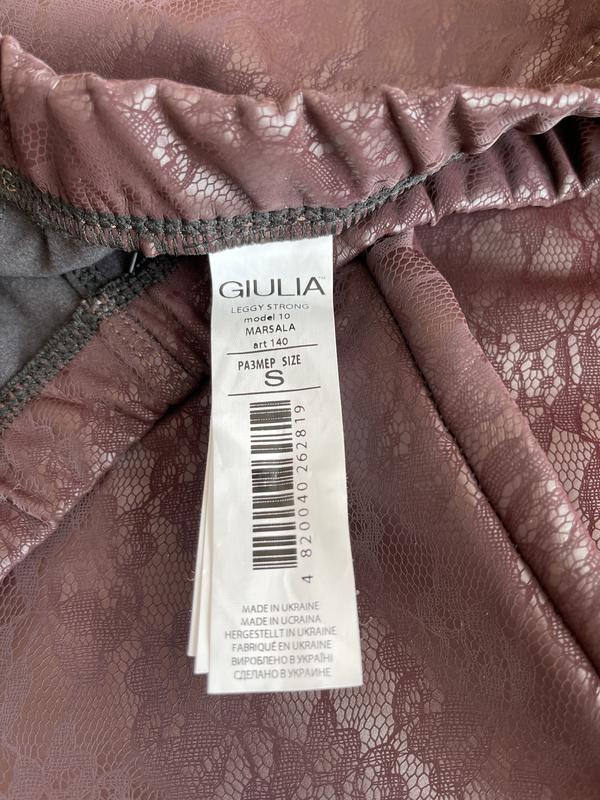 GIULIA™
LEGGY STRONG
model 10
MARSALA
art 140
РАЗМЕР SIZE
S
4 820040 262819
MADE IN UKRAINE
MADE IN UCRAINA
HERGESTELLT IN UKRAINE
FABRIQUÉ EN UKRAINE
ВИРОБЛЕНО В УКРАЇНІ
СДЕЛАНО В УКРАИНЕ